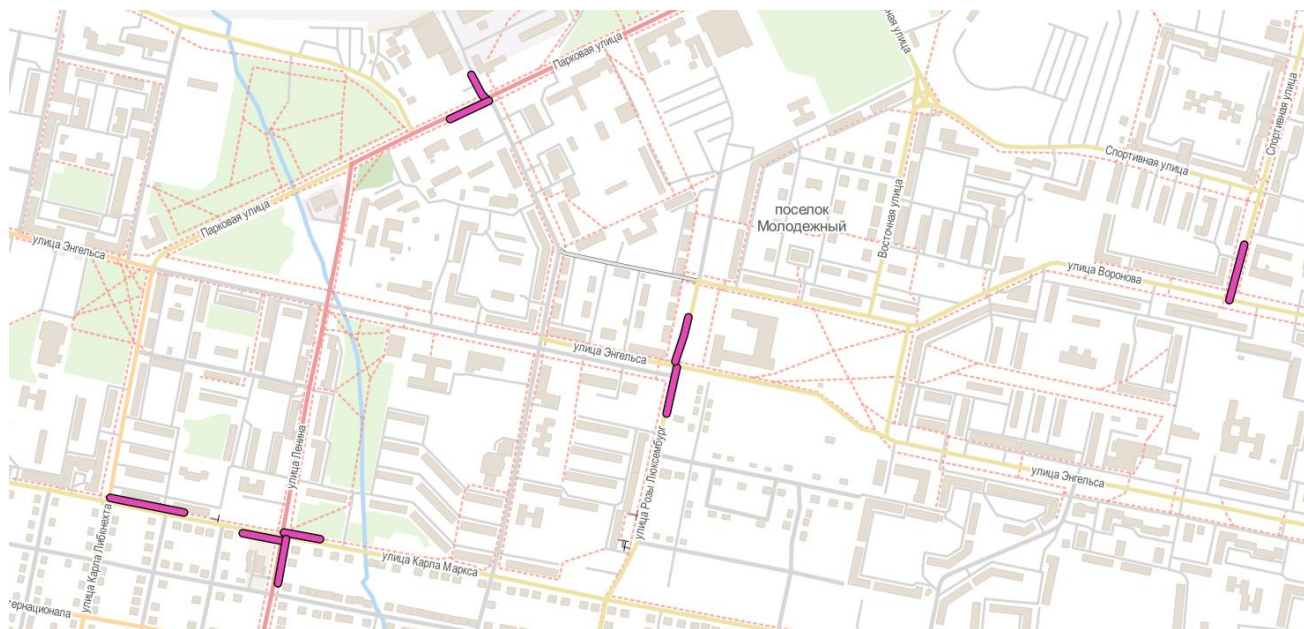 Парковая улица
Спортивная улица
Спортивная улица
Парковая улица
поселок
Молодежный
Восточная улица
улица Энгельса
улица Воронова
улица Энгельса
улица Ленина
улица Розы Люксембург
улица Энгельса
улица Карла Либкнехта
улица Карла Маркса